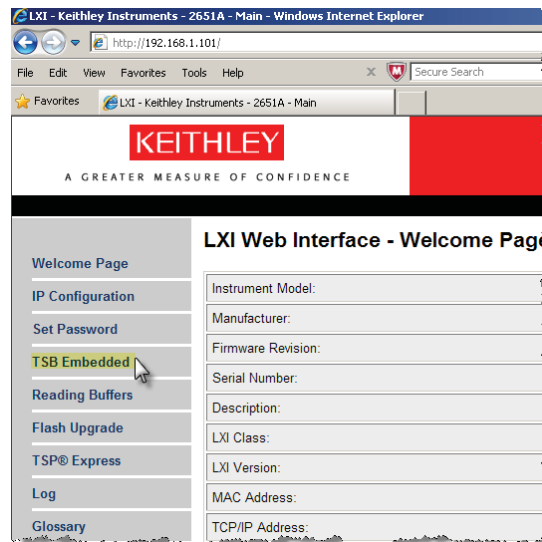 LXI - Keithley Instruments - 2651A - Main - Windows Internet Explorer
http://192.168.1.101/
File Edit View Favorites Tools Help x Secure Search
Favorites LXI - Keithley Instruments - 2651A - Main
KEITHLEY
A GREATER MEASURE OF CONFIDENCE
LXI Web Interface - Welcome Page
Welcome Page
IP Configuration
Set Password
TSB Embedded
Reading Buffers
Flash Upgrade
TSP® Express
Log
Glossary
Instrument Model:
Manufacturer:
Firmware Revision:
Serial Number:
Description:
LXI Class:
LXI Version:
MAC Address:
TCP/IP Address: